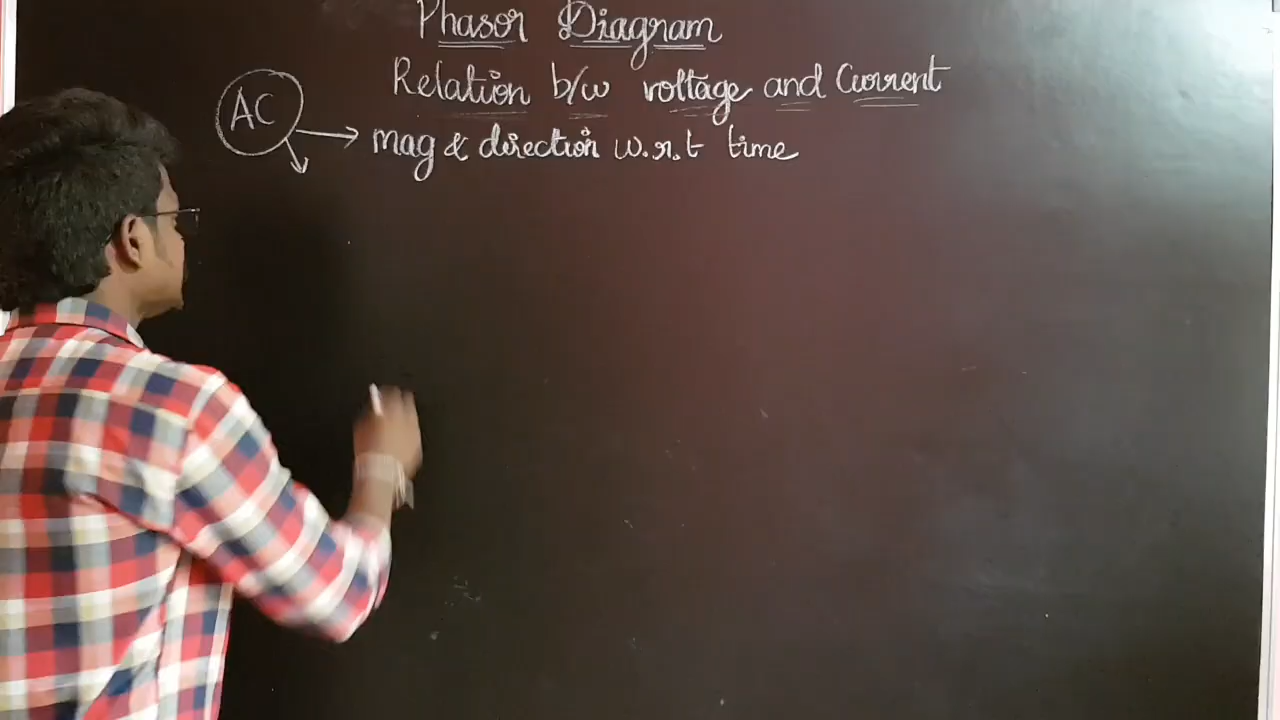 Phasor Diagram
Relation b/w voltage and Current
AC
mag & direction w.r.t time